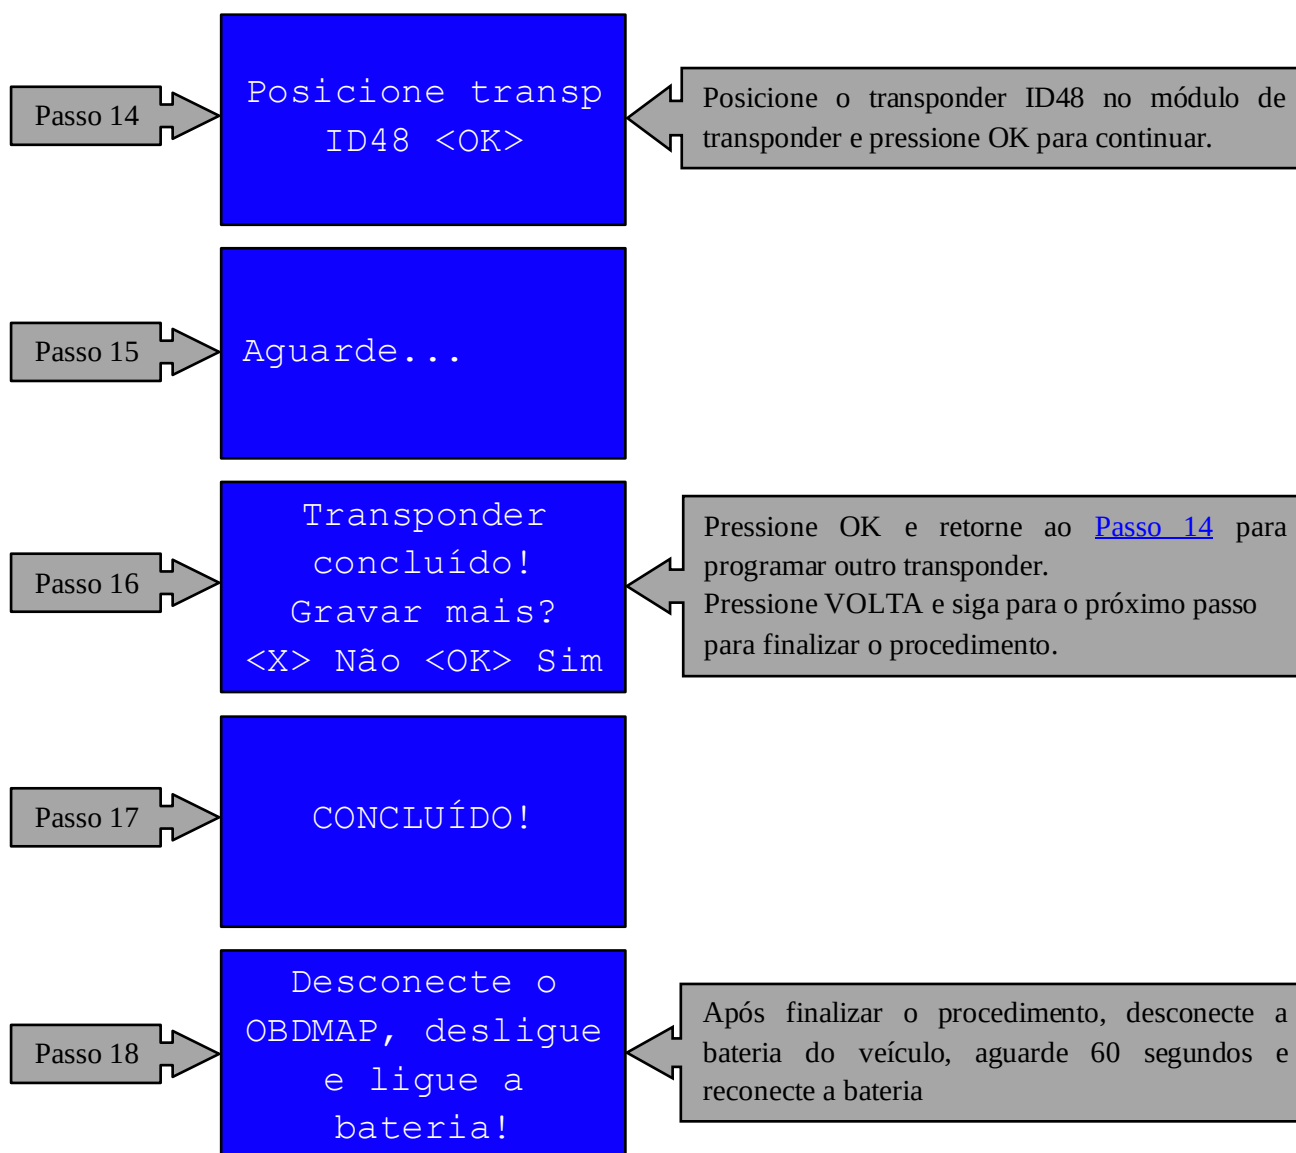 Passo 14
Posicione transp
ID48 <OK>
Posicione o transponder ID48 no módulo de
transponder e pressione OK para continuar.
Passo 15
Aguarde...
Passo 16
Transponder
concluído!
Gravar mais?
<X> Não <OK> Sim
Pressione OK e retorne ao Passo 14 para
programar outro transponder.
Pressione VOLTA e siga para o próximo passo
para finalizar o procedimento.
Passo 17
CONCLUÍDO!
Passo 18
Desconecte o
OBDMAP, desligue
e ligue a
bateria!
Após finalizar o procedimento, desconecte a
bateria do veículo, aguarde 60 segundos e
reconecte a bateria